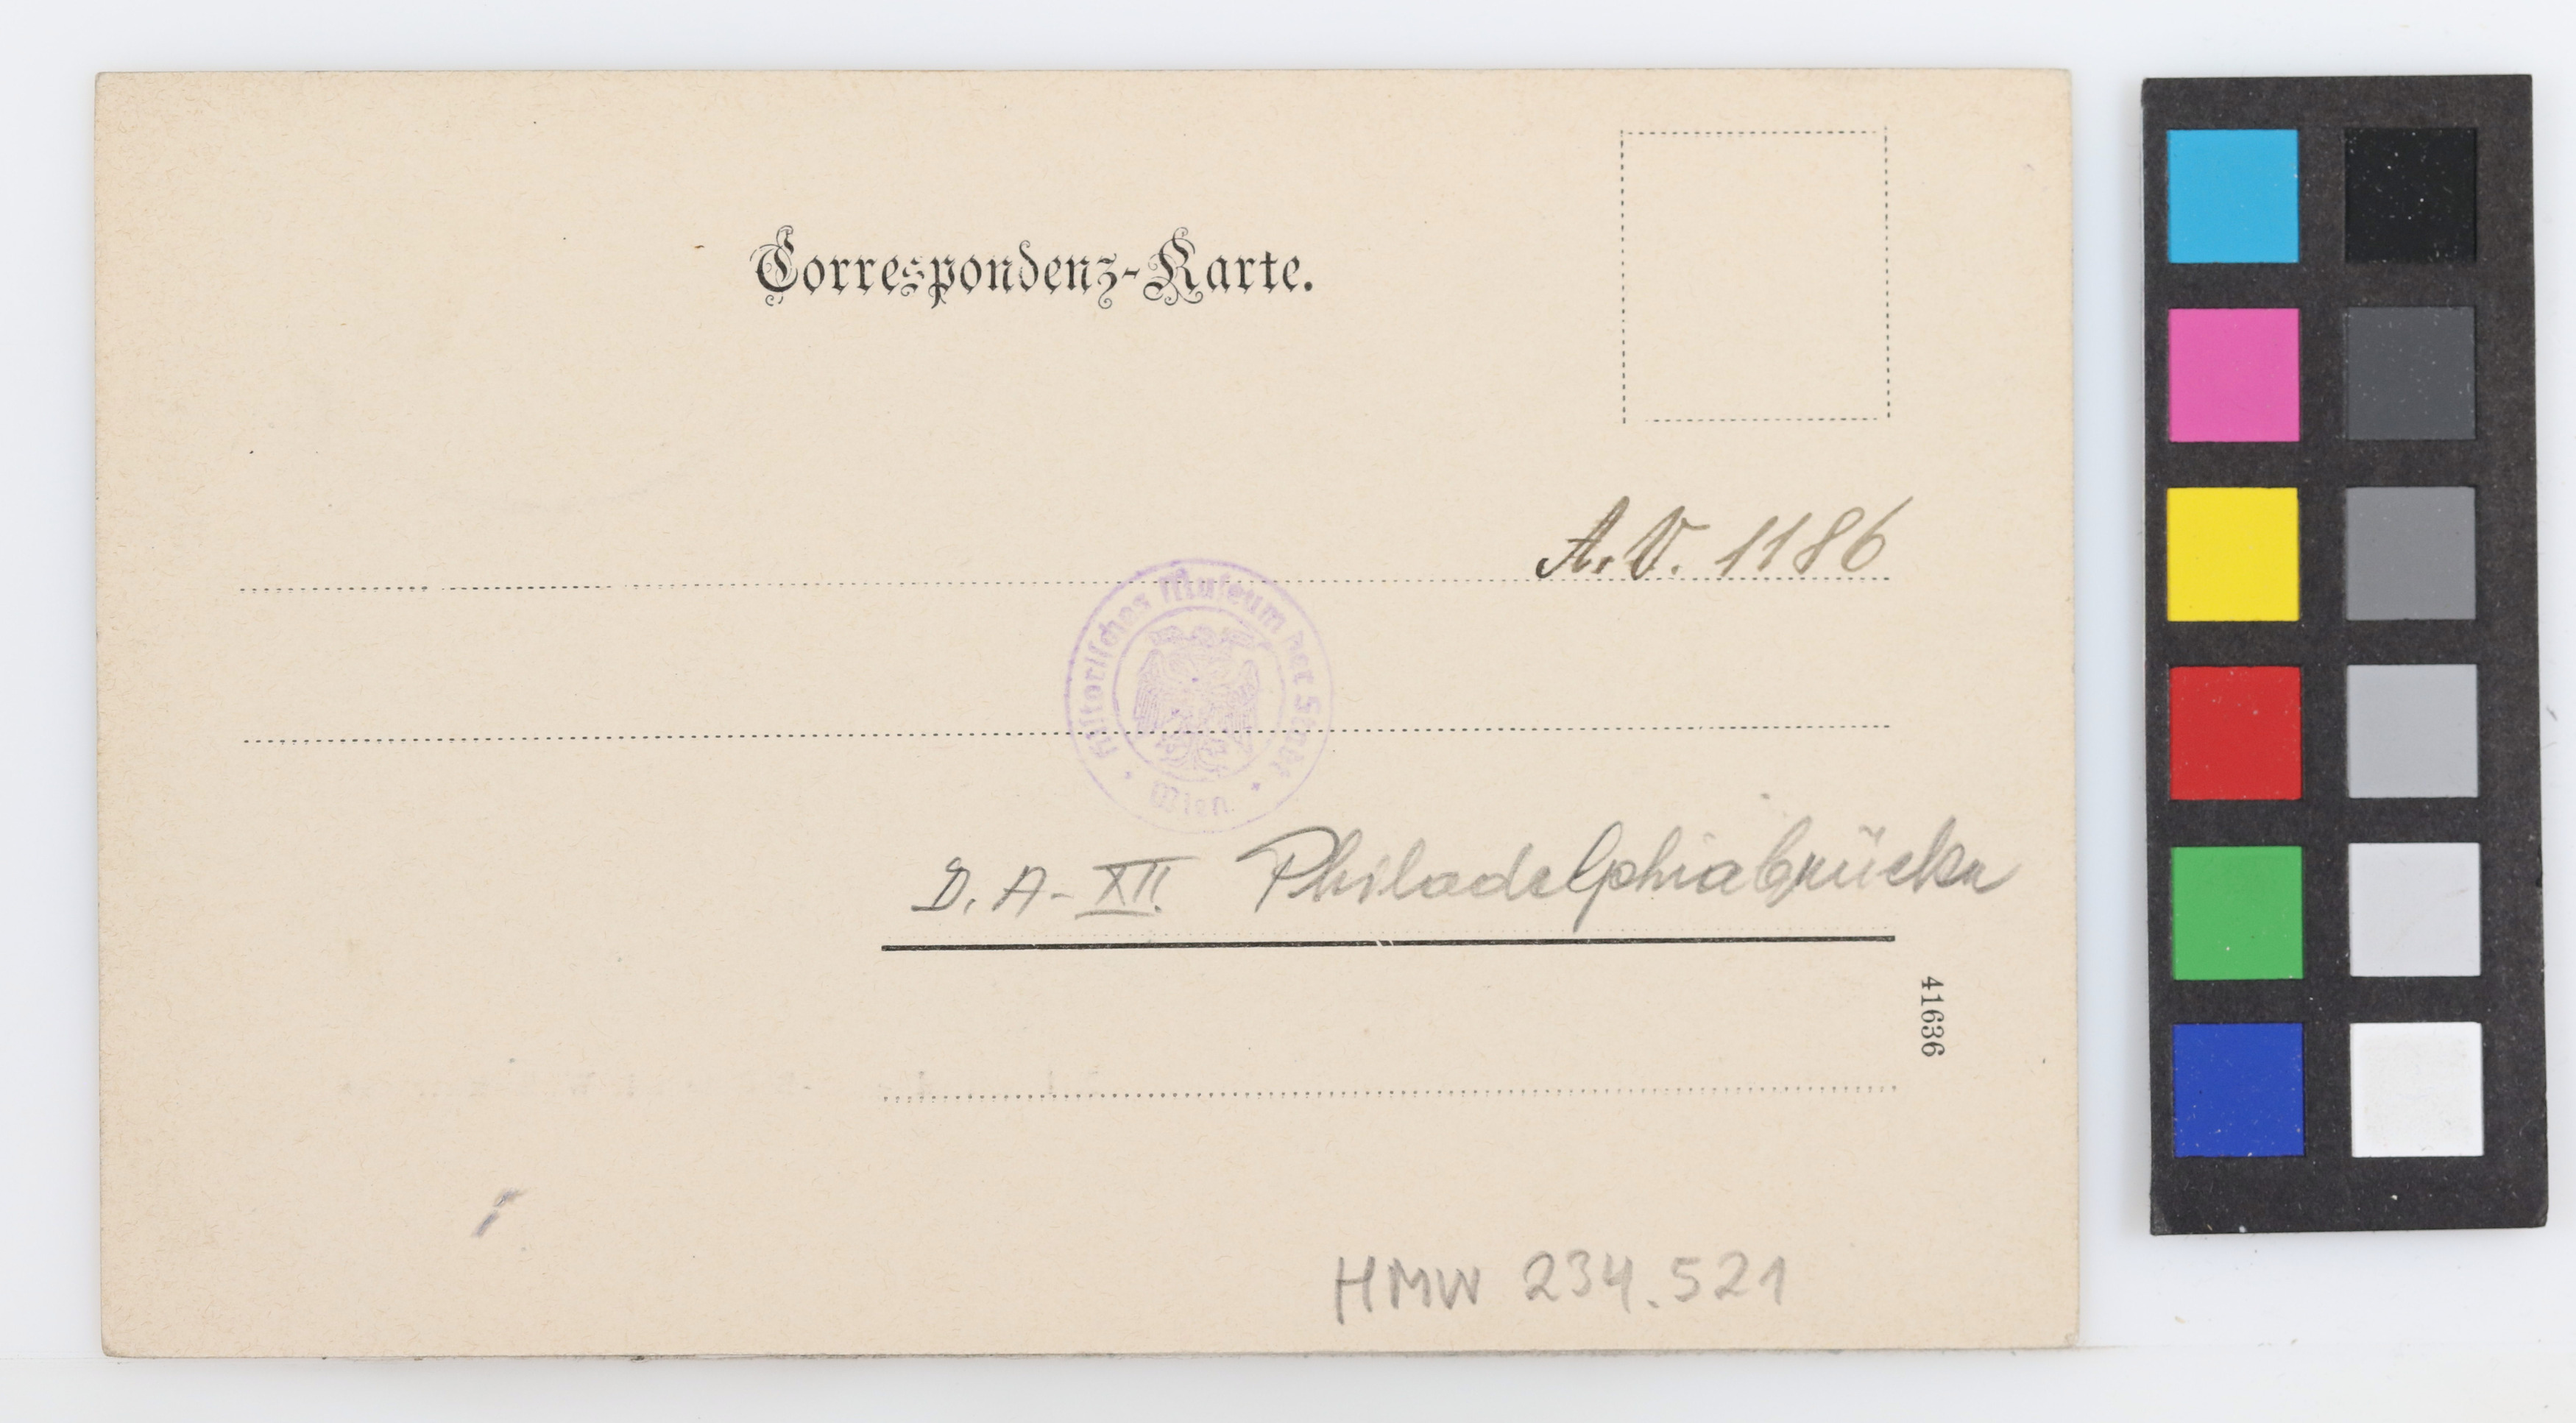 Correspondenz-Karte.
A.V. 1186
Historisches Museum der Stadt
Wien
D. A - XII. Philadelphiabrücke
41636
HMW 234.521